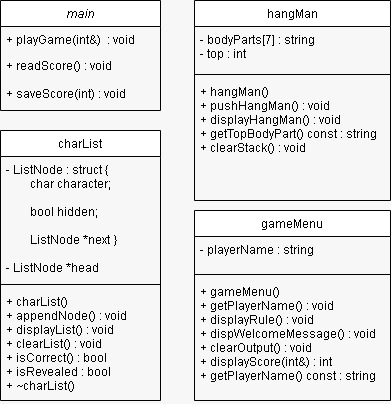 main
+ playGame(int&) : void
+ readScore() : void
+ saveScore(int) : void
hangMan
- bodyParts[7] : string
- top : int
+ hangMan()
+ pushHangMan() : void
+ displayHangMan() : void
+ getTopBodyPart() const : string
+ clearStack() : void
charList
- ListNode : struct {
char character;
bool hidden;
ListNode *next }
- ListNode *head
+ charList()
+ appendNode() : void
+ displayList() : void
+ clearList() : void
+ isCorrect() : bool
+ isRevealed : bool
+ ~charList()
gameMenu
- playerName : string
+ gameMenu()
+ getPlayerName() : void
+ displayRule() : void
+ dispWelcomeMessage() : void
+ clearOutput() : void
+ displayScore(int&) : int
+ getPlayerName() const : string